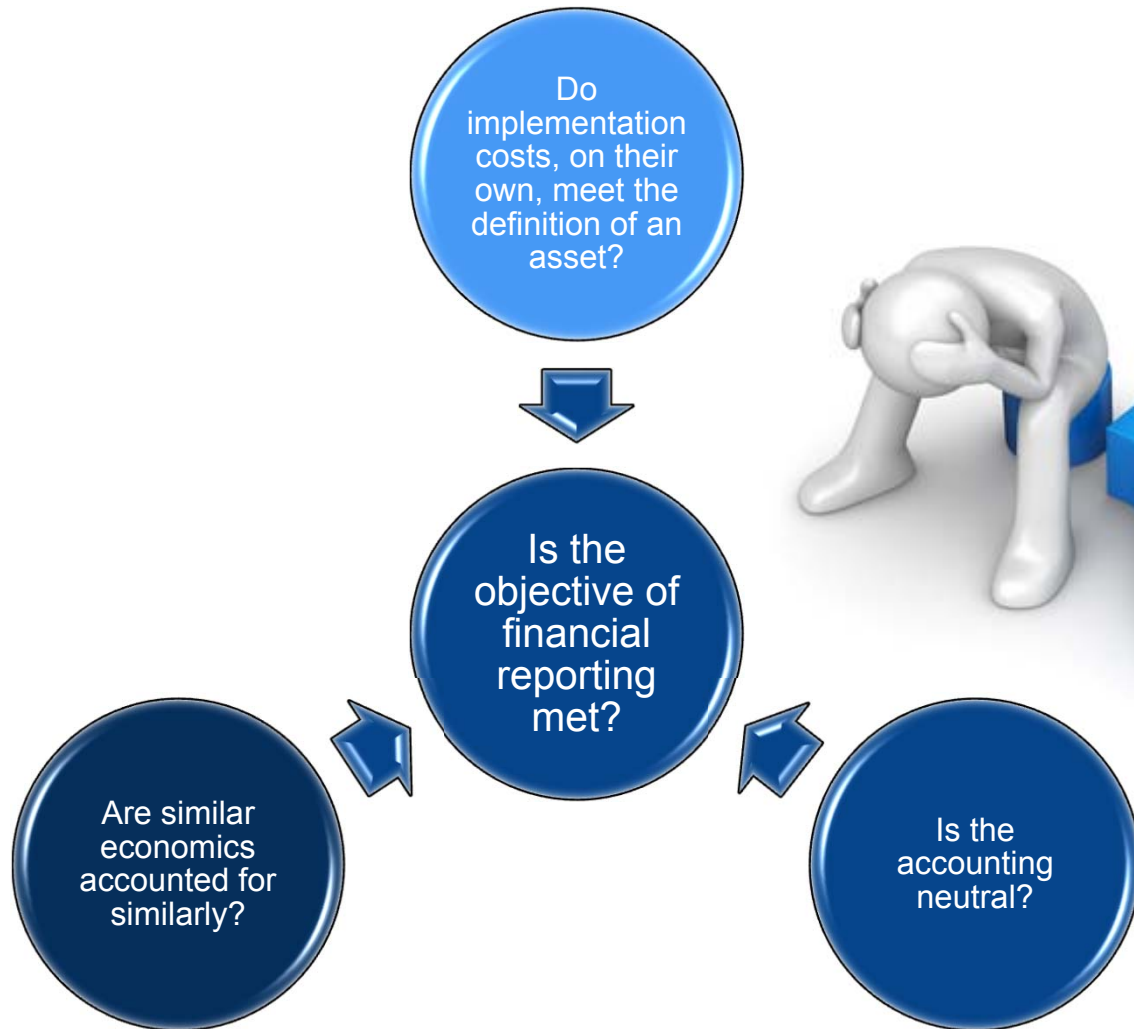 Do
implementation
costs, on their
own, meet the
definition of an
asset?
Is the
objective of
financial
reporting
met?
Are similar
economics
accounted for
similarly?
Is the
accounting
neutral?